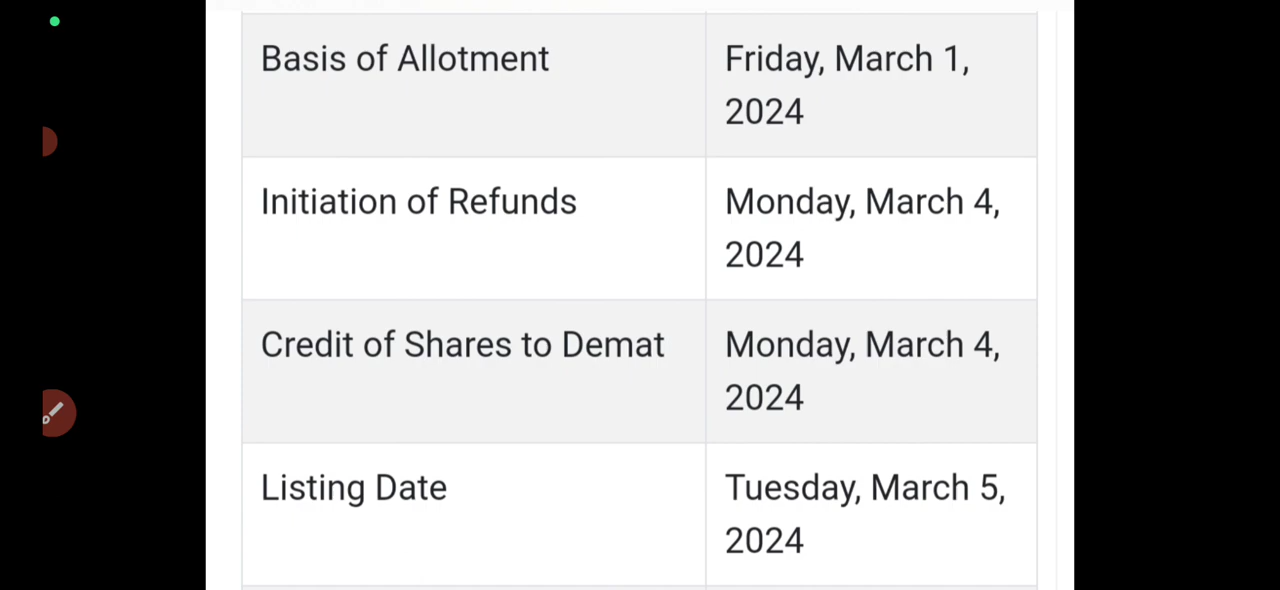 Basis of Allotment
Friday, March 1,
2024
Initiation of Refunds
Monday, March 4,
2024
Credit of Shares to Demat
Monday, March 4,
2024
Listing Date
Tuesday, March 5,
2024